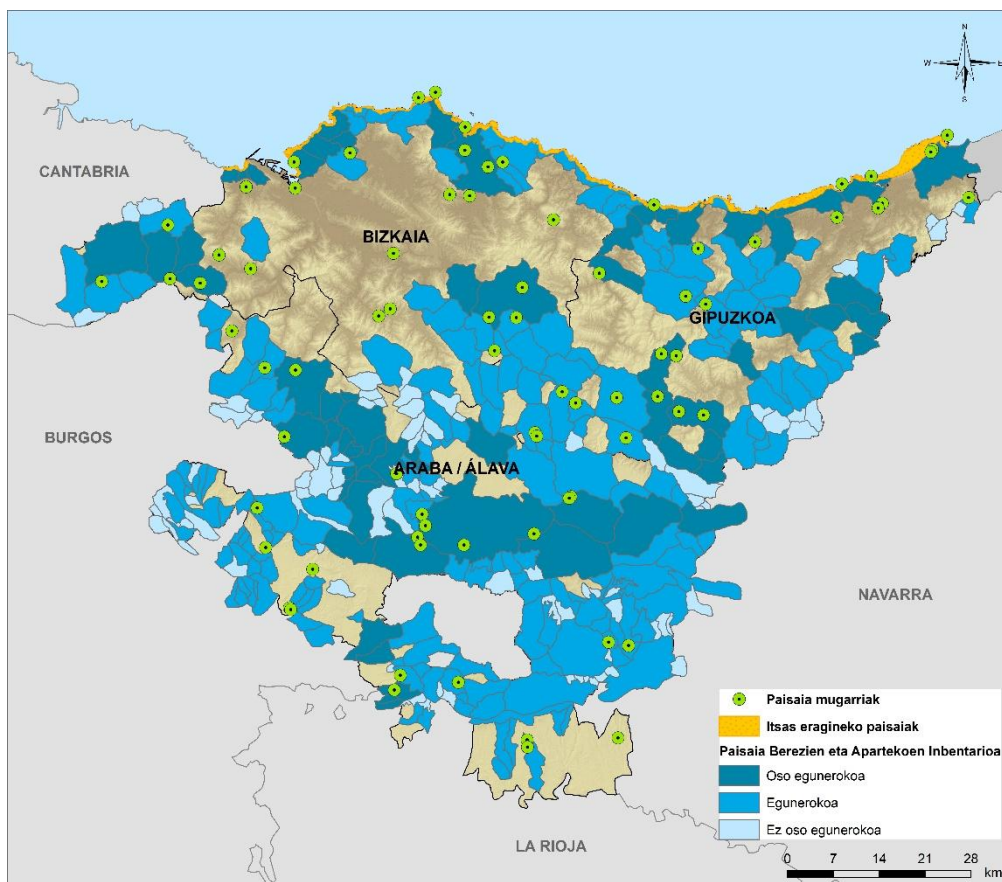 N
W E
S
CANTABRIA
BIZKAIA
GIPUZKOA
BURGOS
ARABA / ÁLAVA
NAVARRA
LA RIOJA
Paisaia mugarriak
Itsas eragineko paisaiak
Paisaia Berezien eta Apartekoen Inbentarioa
Oso egunerokoa
Egunerokoa
Ez oso egunerokoa
0 7 14 21 28
km